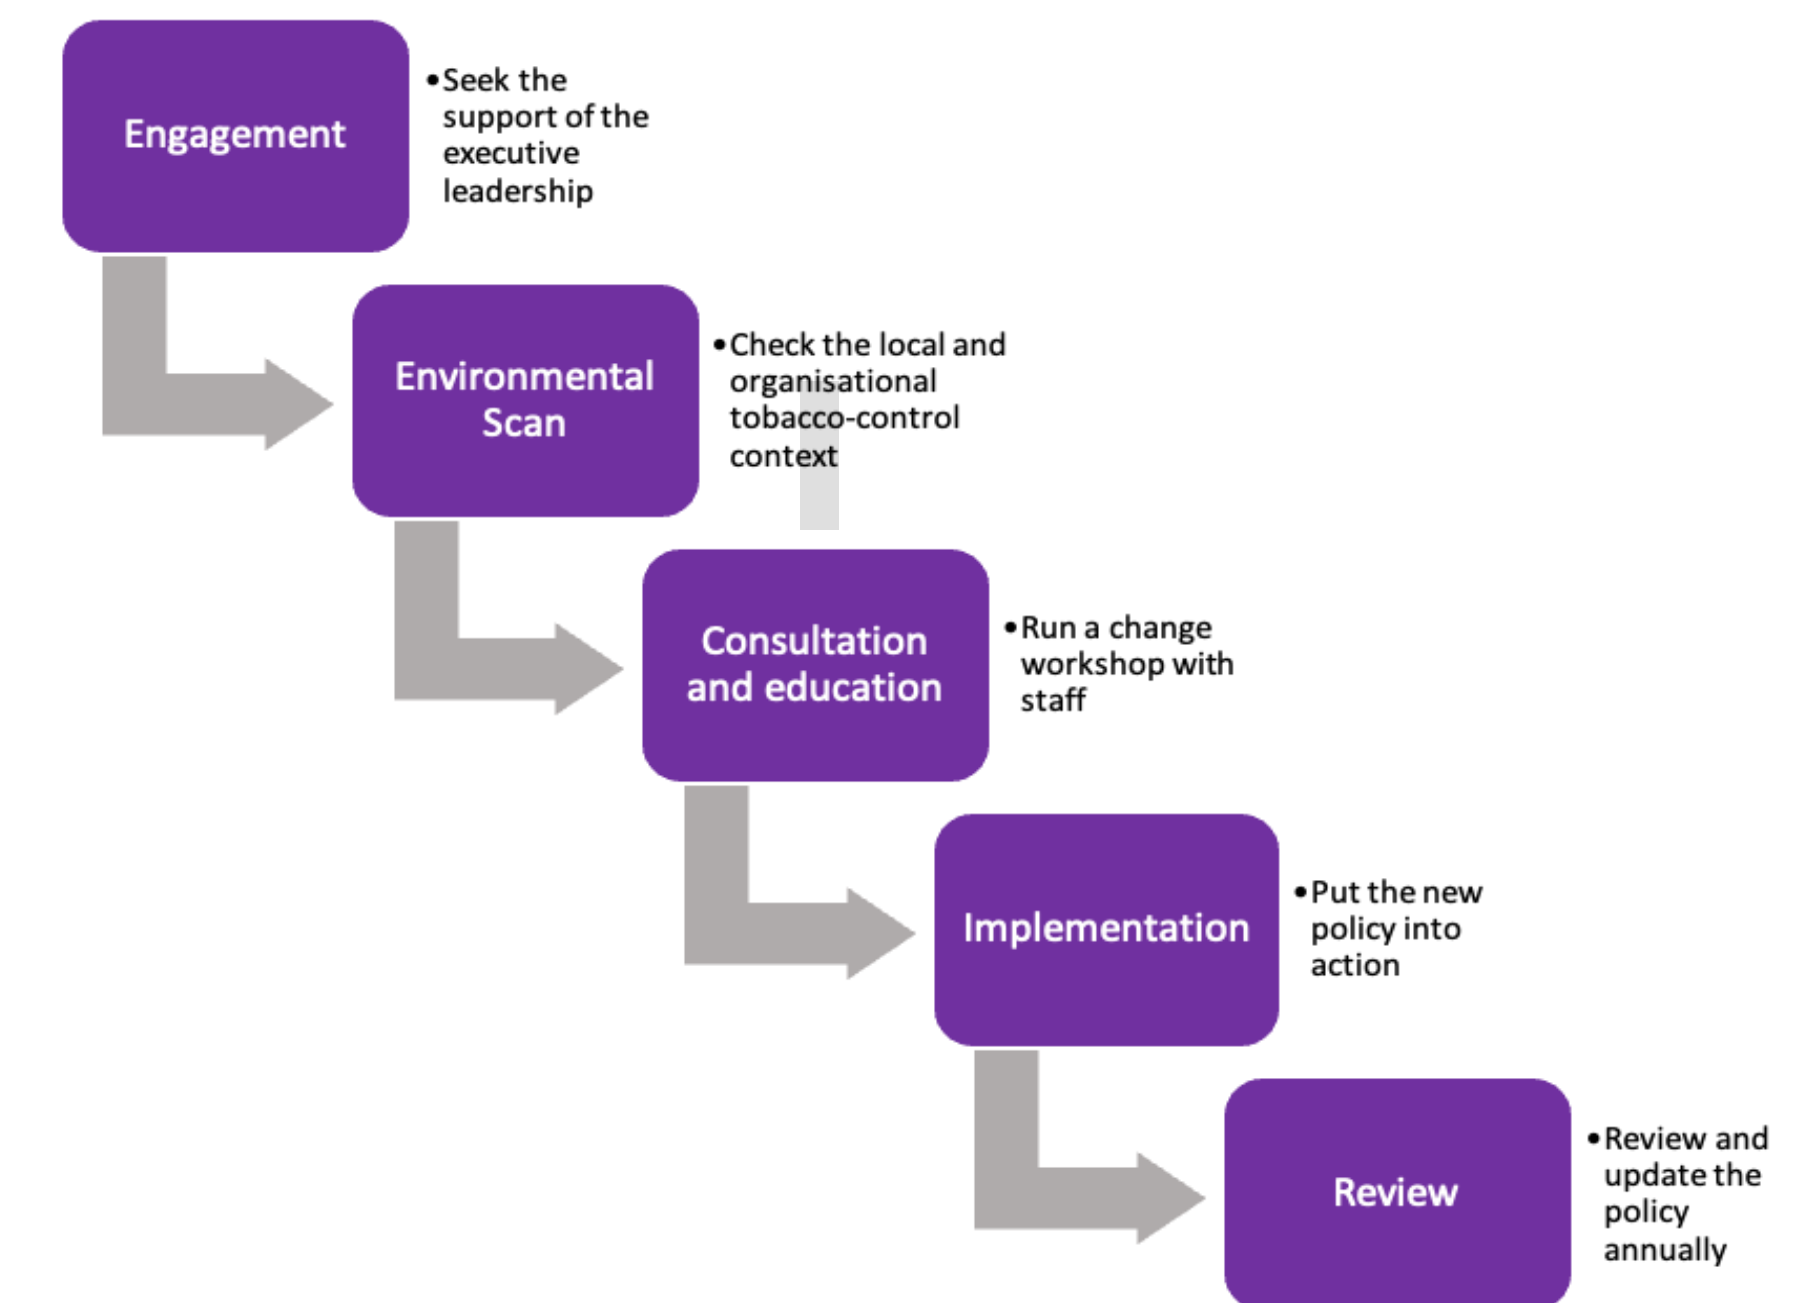 Engagement
•Seek the
support of the
executive
leadership
Environmental
Scan
•Check the local and
organisational
tobacco-control
context
Consultation
and education
•Run a change
workshop with
staff
Implementation
•Put the new
policy into
action
Review
•Review and
update the
policy
annually